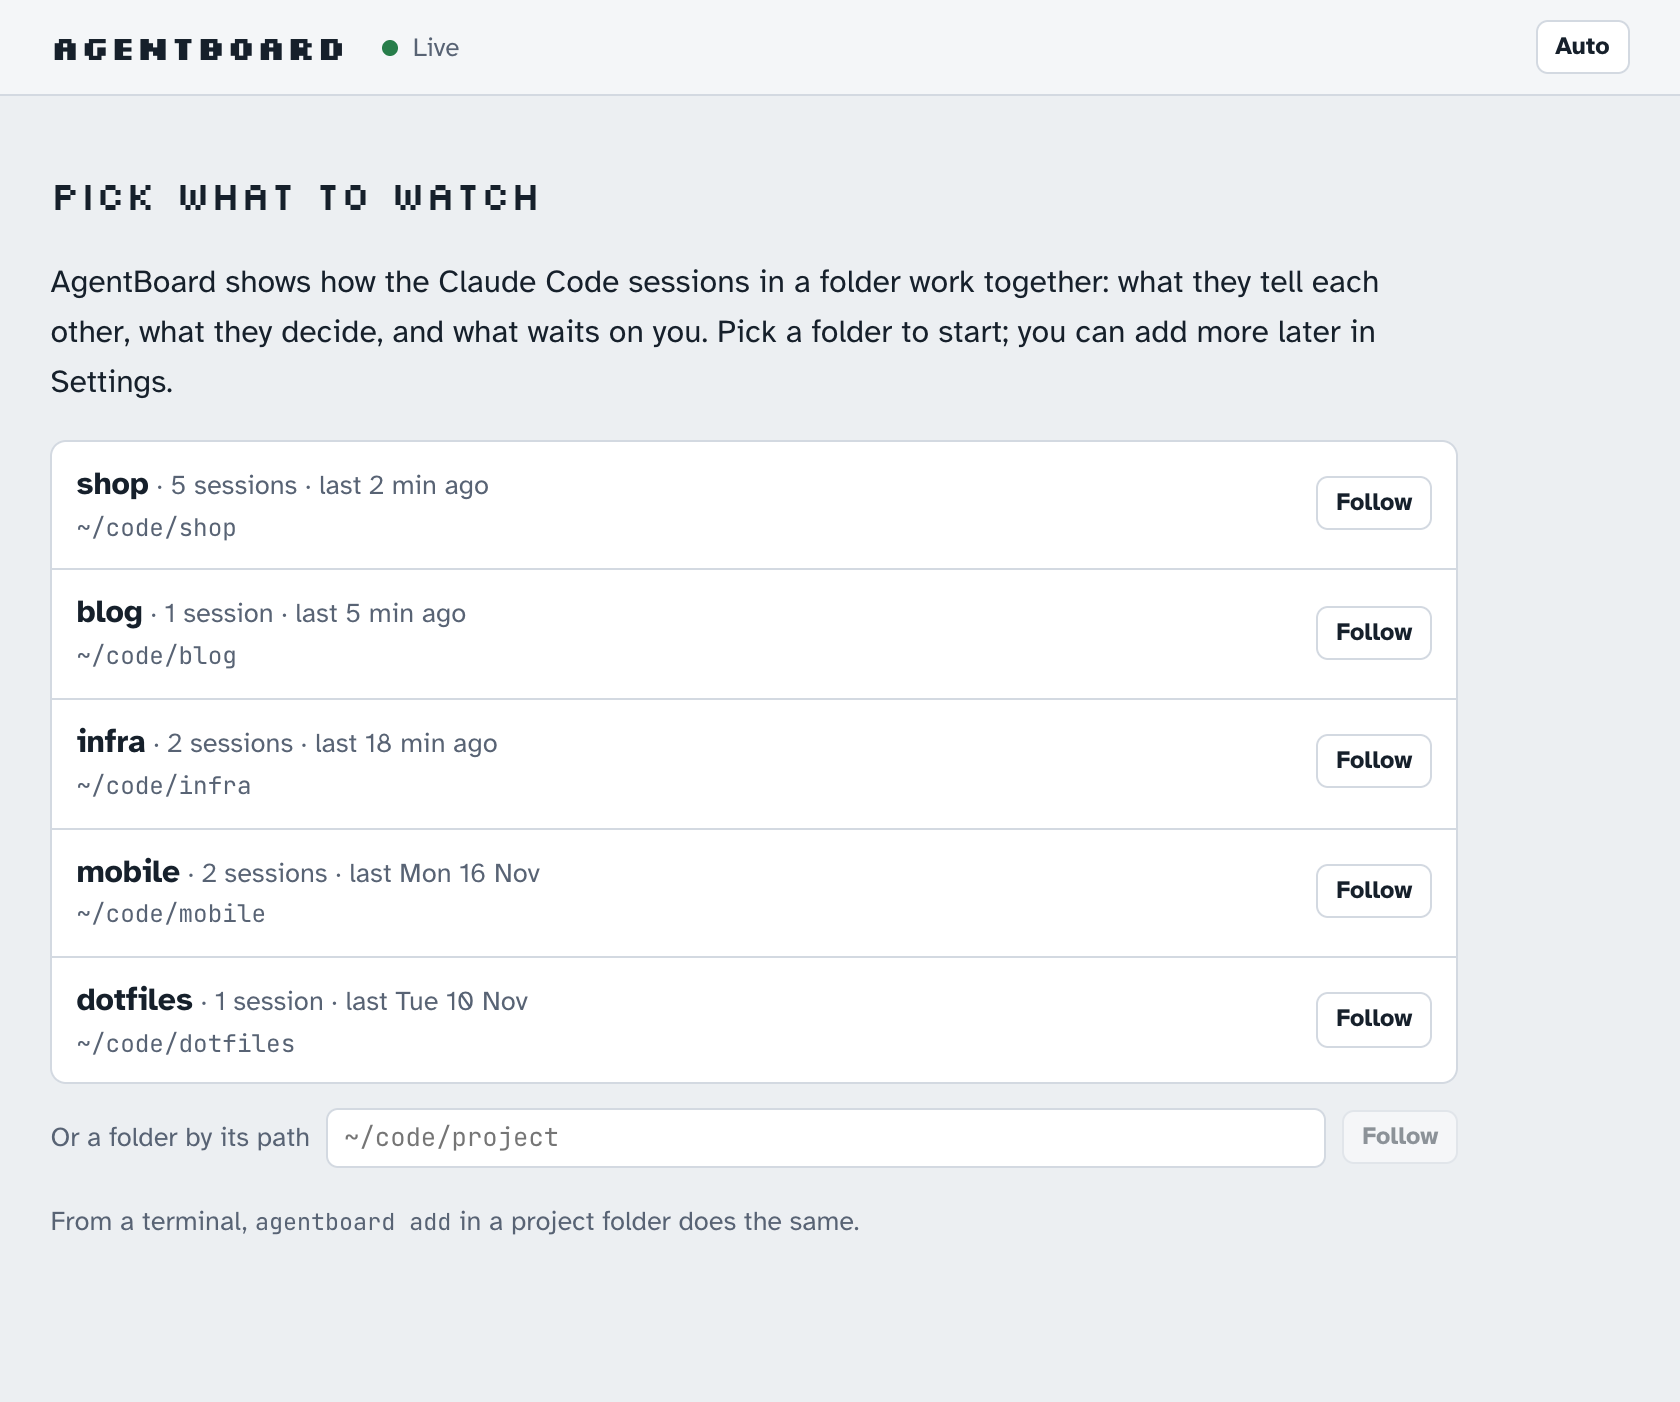 AGENTBOARD Live Auto
PICK WHAT TO WATCH
AgentBoard shows how the Claude Code sessions in a folder work together: what they tell each
other, what they decide, and what waits on you. Pick a folder to start; you can add more later in
Settings.
shop · 5 sessions · last 2 min ago
~/code/shop
Follow
blog · 1 session · last 5 min ago
~/code/blog
Follow
infra · 2 sessions · last 18 min ago
~/code/infra
Follow
mobile · 2 sessions · last Mon 16 Nov
~/code/mobile
Follow
dotfiles · 1 session · last Tue 10 Nov
~/code/dotfiles
Follow
Or a folder by its path ~/code/project Follow
From a terminal, agentboard add in a project folder does the same.